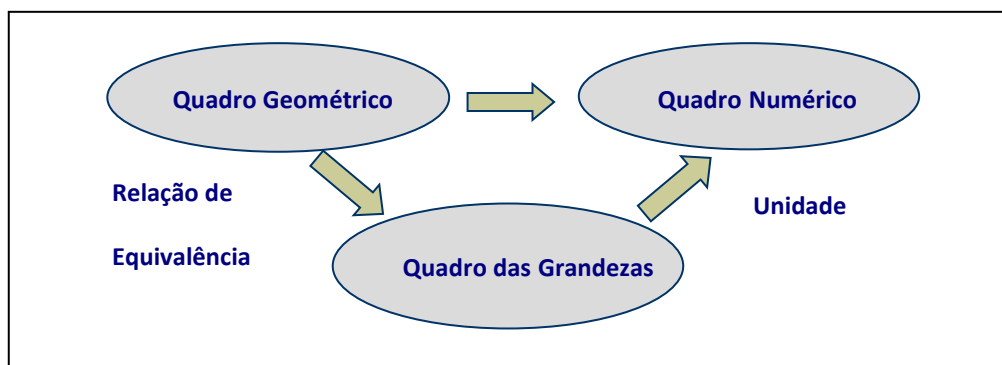 Quadro Geométrico
Quadro Numérico
Relação de
Equivalência
Unidade
Quadro das Grandezas